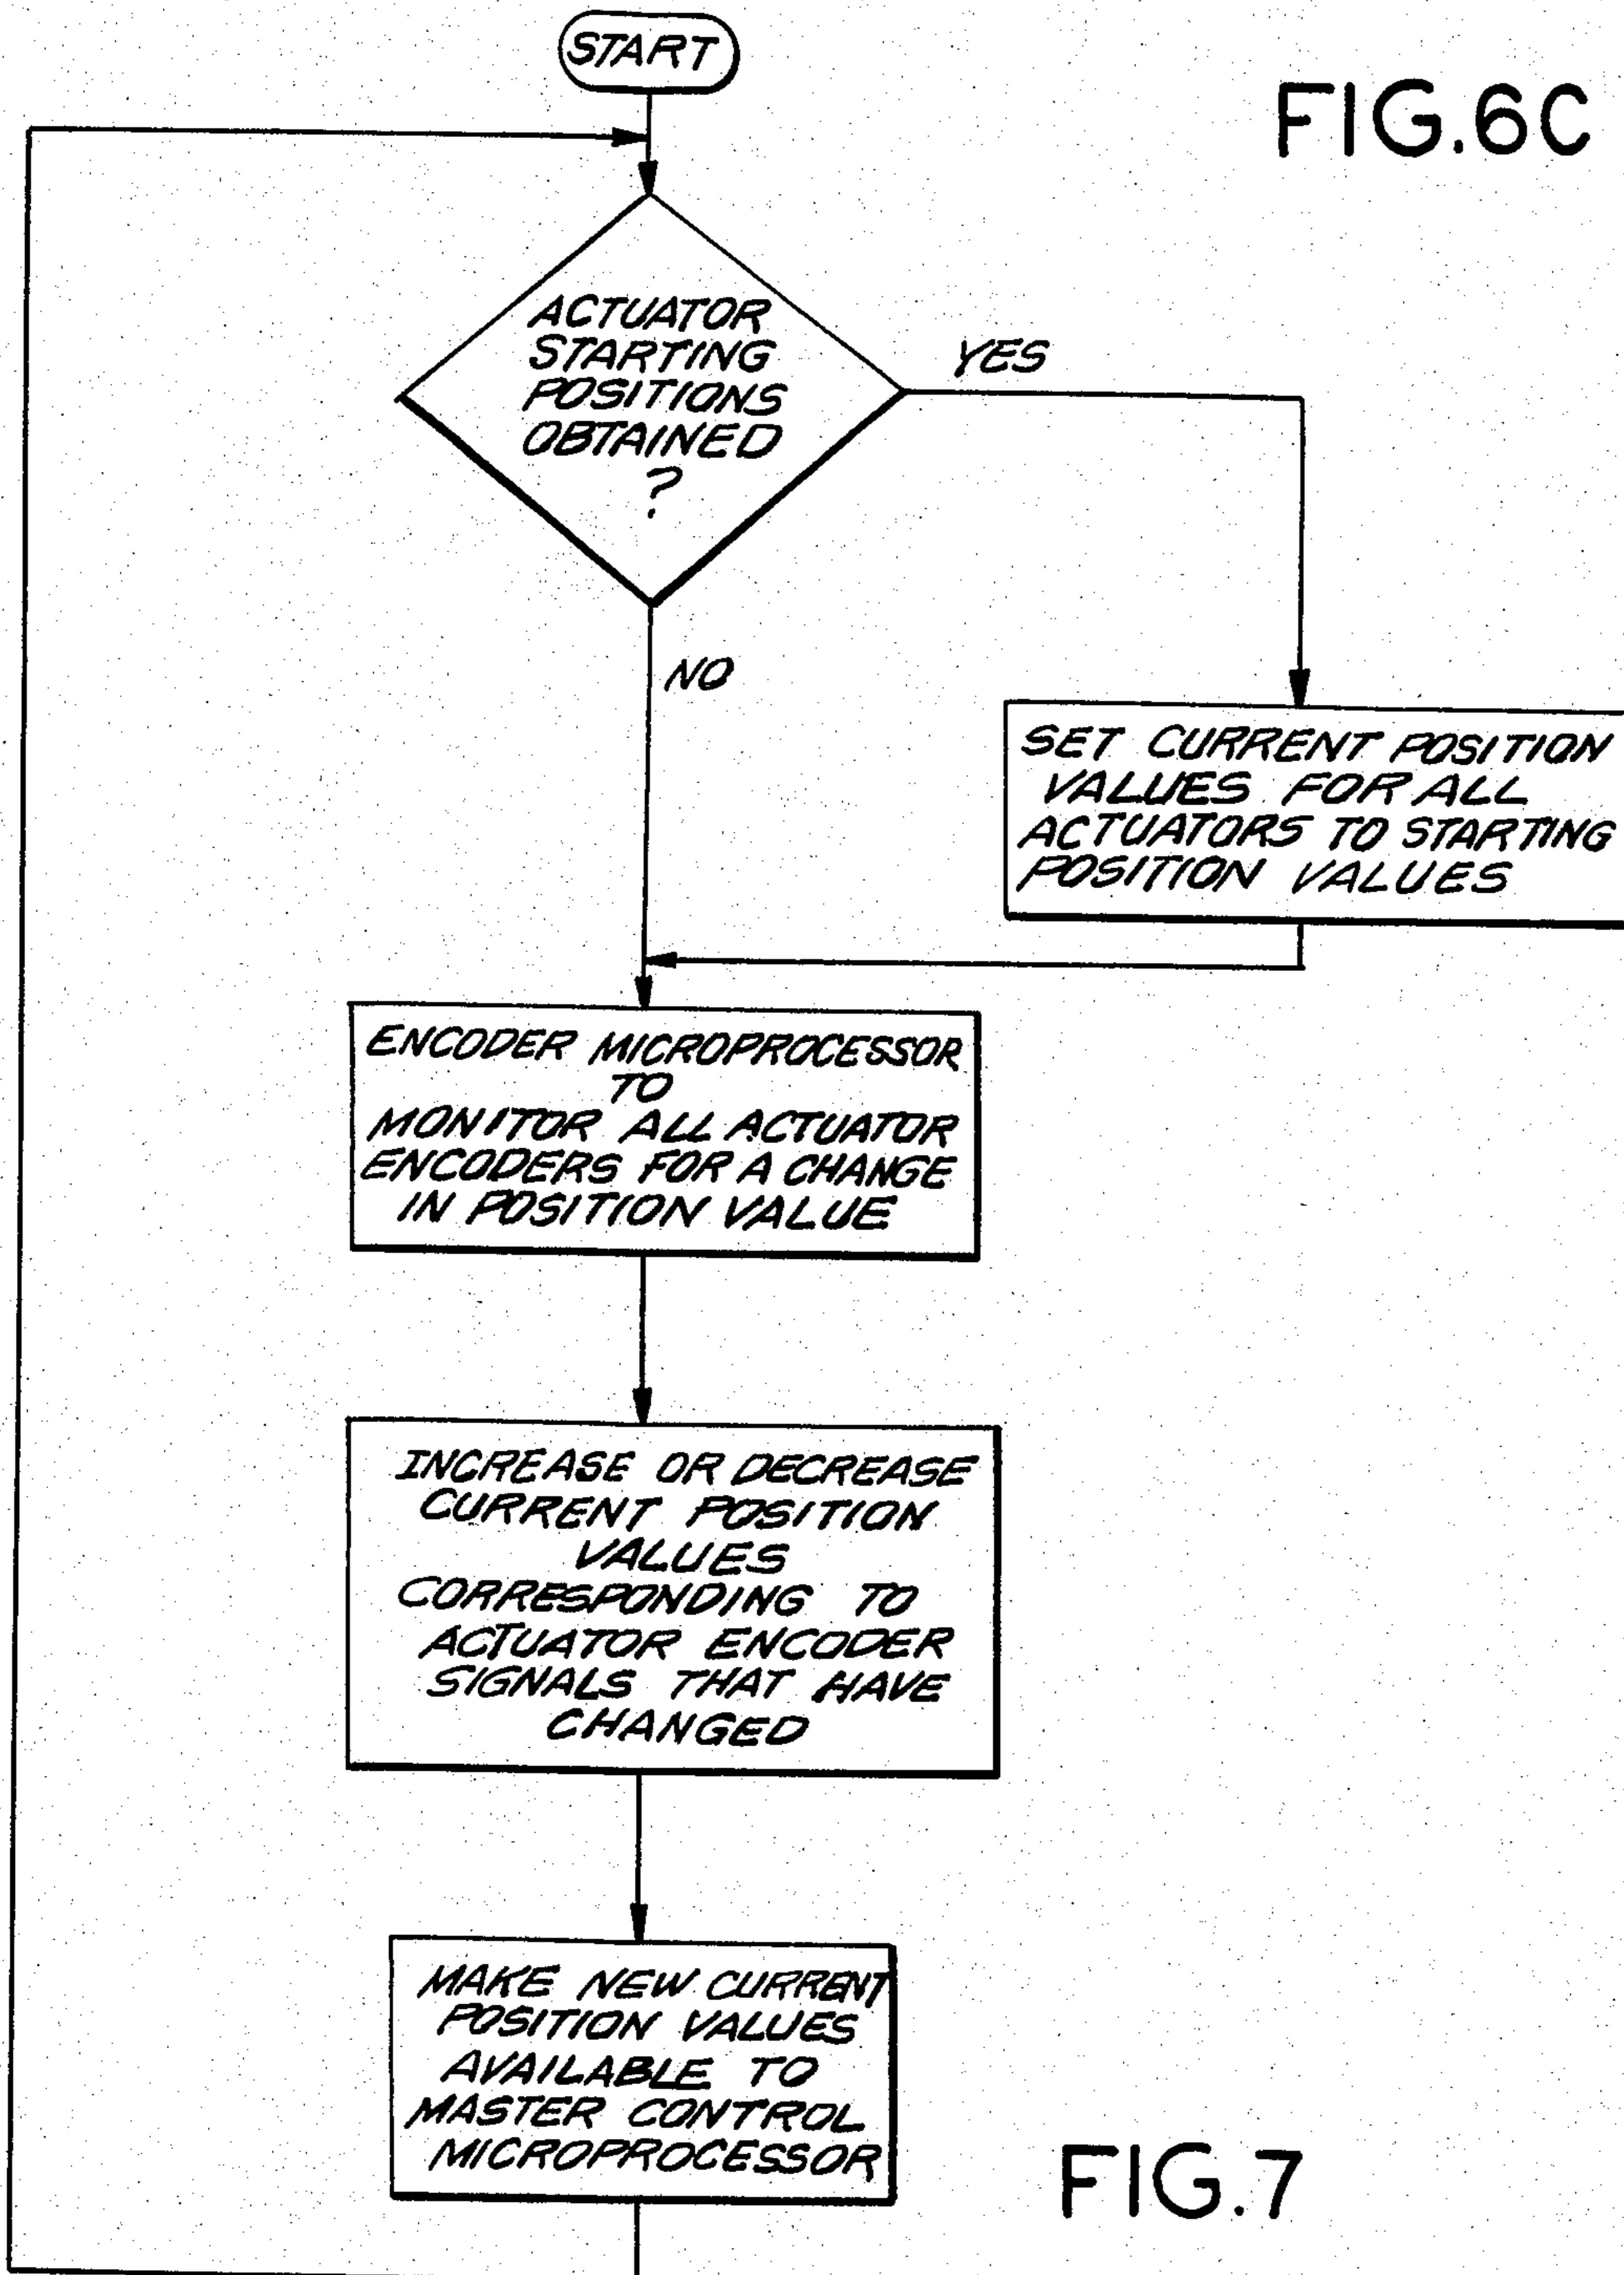 START
FIG.6C
ACTUATOR
STARTING
POSITIONS
OBTAINED
?
YES
NO
SET CURRENT POSITION
VALUES FOR ALL
ACTUATORS TO STARTING
POSITION VALUES
ENCODER MICROPROCESSOR
TO
MONITOR ALL ACTUATOR
ENCODERS FOR A CHANGE
IN POSITION VALUE
INCREASE OR DECREASE
CURRENT POSITION
VALUES
CORRESPONDING TO
ACTUATOR ENCODER
SIGNALS THAT HAVE
CHANGED
MAKE NEW CURRENT
POSITION VALUES
AVAILABLE TO
MASTER CONTROL
MICROPROCESSOR
FIG.7